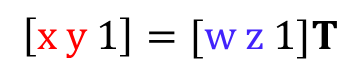 [x y 1] = [w z 1]T